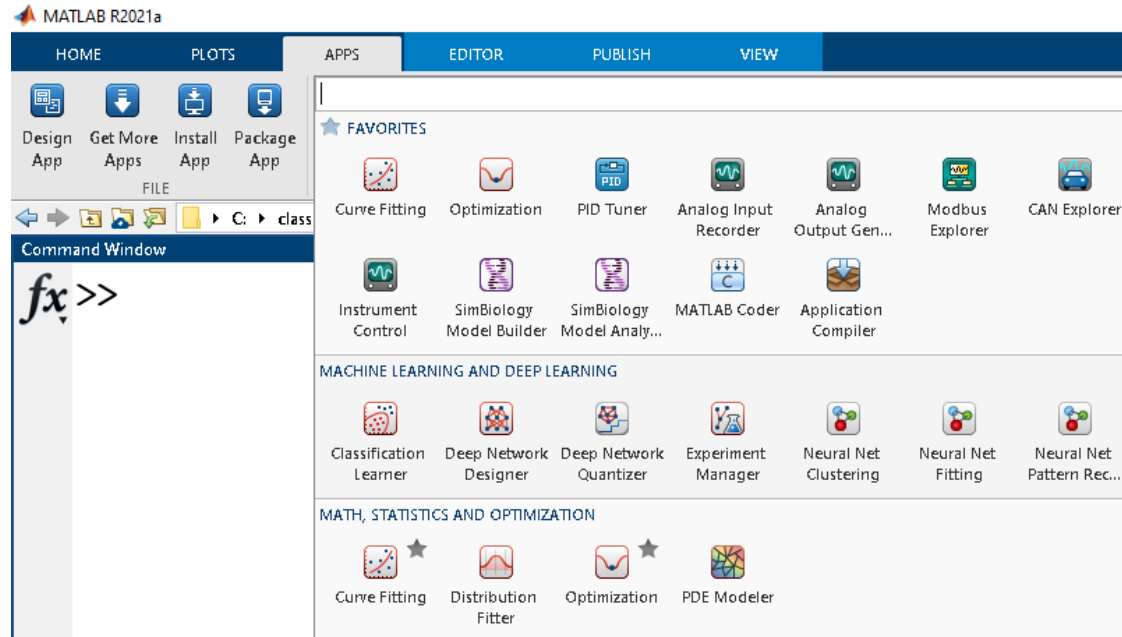 MATLAB R2021a
HOME PLOTS APPS EDITOR PUBLISH VIEW
Design App
Get More Apps
Install App
Package App
FILE
C: class
Command Window
fx >>
FAVORITES
Curve Fitting
Optimization
PID
PID Tuner
Analog Input Recorder
Analog Output Gen...
Modbus Explorer
CAN Explorer
Instrument Control
SimBiology Model Builder
SimBiology Model Analy...
C
MATLAB Coder
Application Compiler
MACHINE LEARNING AND DEEP LEARNING
Classification Learner
Deep Network Designer
Deep Network Quantizer
Experiment Manager
Neural Net Clustering
Neural Net Fitting
Neural Net Pattern Rec...
MATH, STATISTICS AND OPTIMIZATION
Curve Fitting
Distribution Fitter
Optimization
PDE Modeler